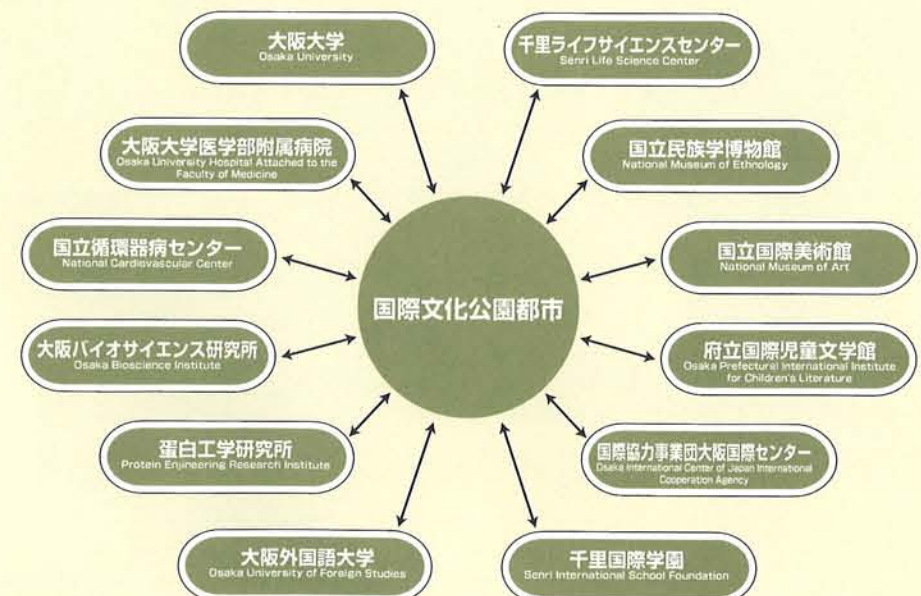 大阪大学
Osaka University
千里ライフサイエンスセンター
Senri Life Science Center
大阪大学医学部附属病院
Osaka University Hospital Attached to the
Faculty of Medicine
国立民族学博物館
National Museum of Ethnology
国立循環器病センター
National Cardiovascular Center
国立国際美術館
National Museum of Art
国際文化公園都市
大阪バイオサイエンス研究所
Osaka Bioscience Institute
府立国際児童文学館
Osaka Prefectural International Institute
for Children's Literature
蛋白工学研究所
Protein Enjineering Research Institute
国際協力事業団大阪国際センター
Osaka International Center of Japan International
Cooperation Agency
大阪外国語大学
Osaka University of Foreign Studies
千里国際学園
Senri International School Foundation